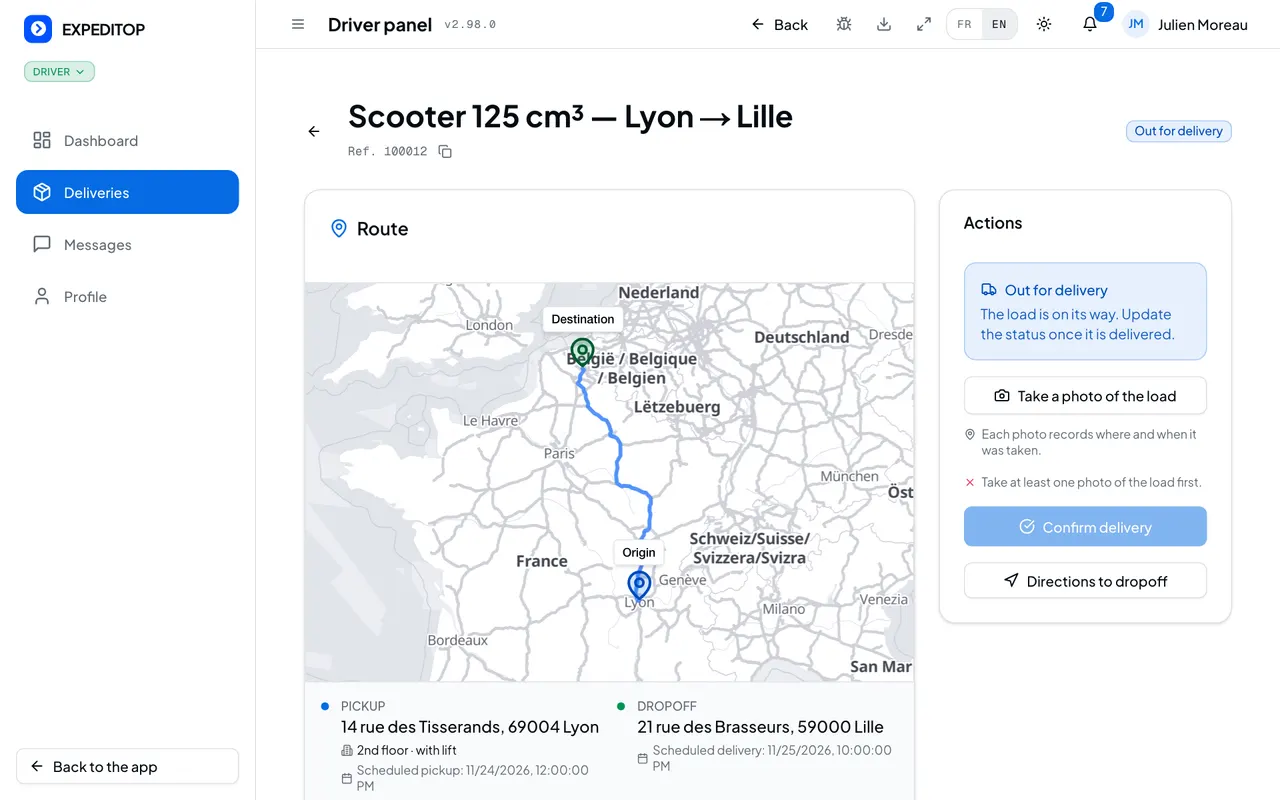 EXPEDITOP
DRIVER
Dashboard
Deliveries
Messages
Profile
Back to the app
Driver panel v2.98.0
Back
FR EN
7
JM Julien Moreau
Scooter 125 cm³ — Lyon → Lille
Ref. 100012
Out for delivery
Route
Nederland
London
Destination
Deutschland
Dresde
België / Belgique
/ Belgien
Lëtzebuerg
Le Havre
Paris
München
Öst
Schweiz/Suisse/
Svizzera/Svizra
Origin
France
Genève
Lyon
Milano
Venezia
Bordeaux
San Mar
PICKUP
14 rue des Tisserands, 69004 Lyon
2nd floor · with lift
Scheduled pickup: 11/24/2026, 12:00:00
PM
DROPOFF
21 rue des Brasseurs, 59000 Lille
Scheduled delivery: 11/25/2026, 10:00:00
PM
Actions
Out for delivery
The load is on its way. Update
the status once it is delivered.
Take a photo of the load
Each photo records where and when it
was taken.
Take at least one photo of the load first.
Confirm delivery
Directions to dropoff